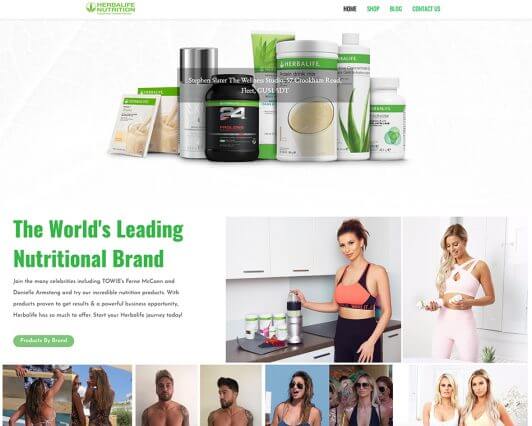 HERBALIFE
NUTRITION
HOME SHOP BLOG CONTACT US
Stephen Slater The Wellness Studio, 57 Crookham Road,
Fleet, GU51 5DT
HERBALIFE
24
HERBALIFE
The World's Leading
Nutritional Brand
Join the many celebrities including TOWIE's Ferne McCann and
Danielle Armstrong and try our incredible nutrition products. With
products proven to get results & a powerful business opportunity,
Herbalife has so much to offer. Start your Herbalife journey today!
Products By Brand